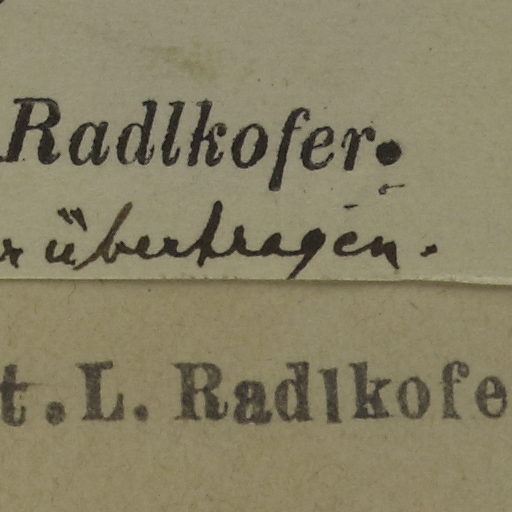 Radlkofer.
übertragen.
t. L. Radlkofe